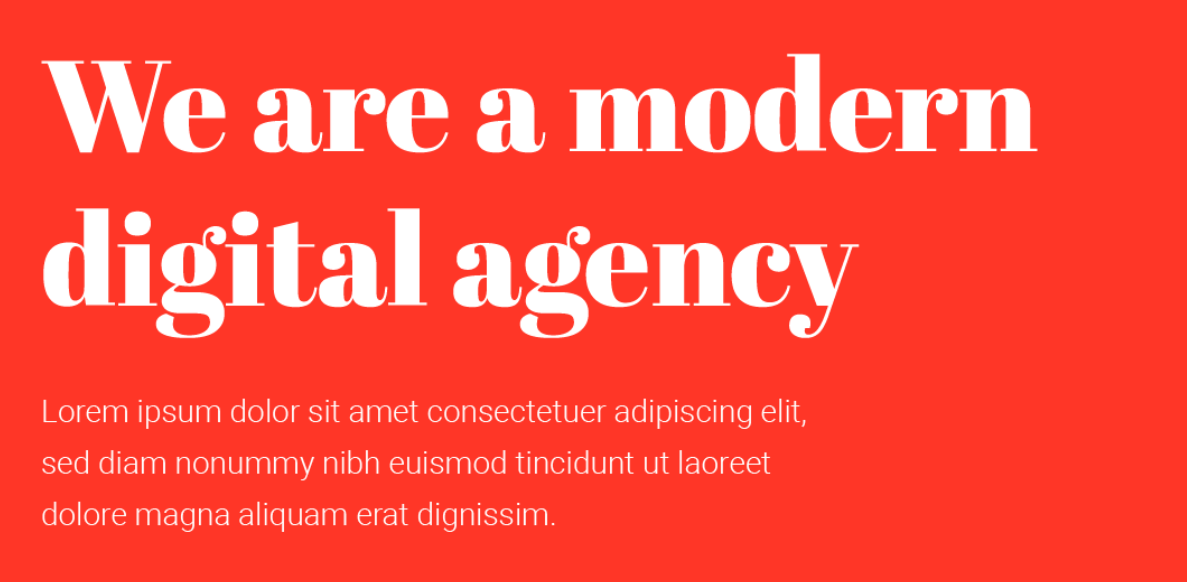 We are a modern
digital agency
Lorem ipsum dolor sit amet consectetuer adipiscing elit,
sed diam nonummy nibh euismod tincidunt ut laoreet
dolore magna aliquam erat dignissim.